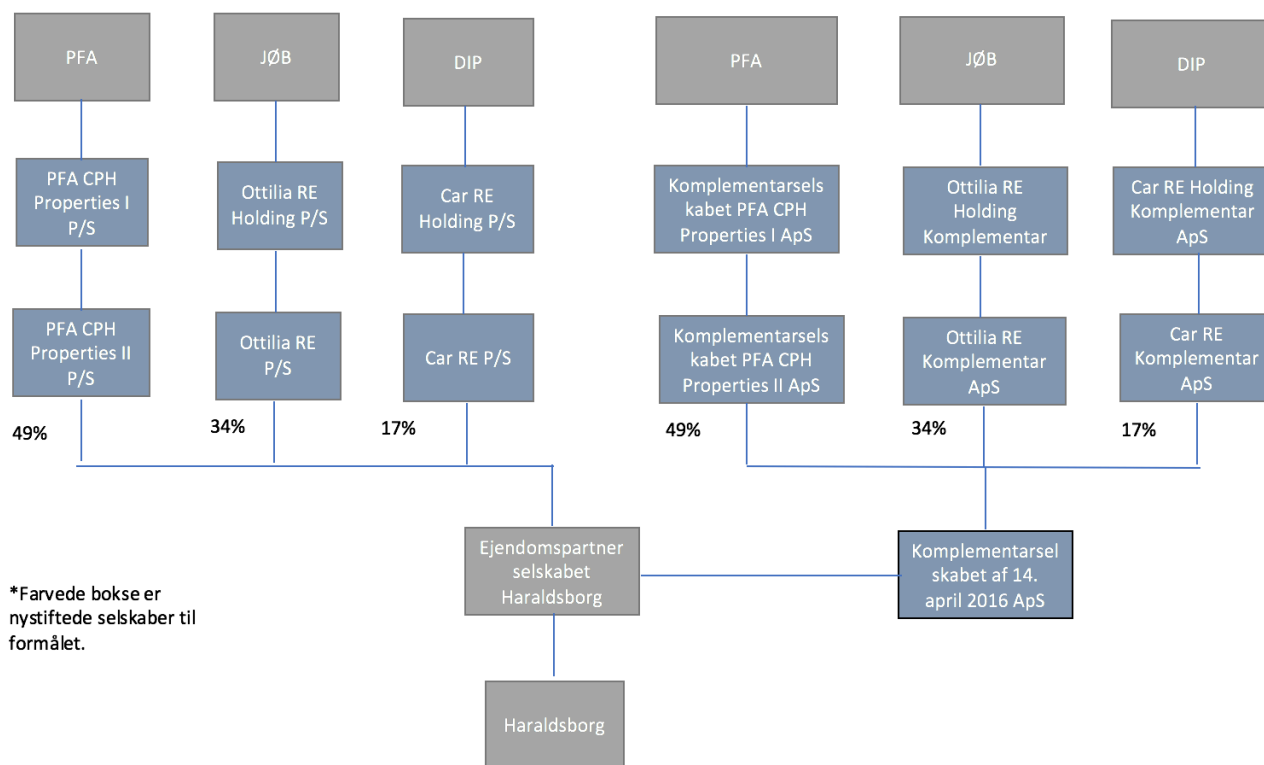 PFA
JØB
DIP
PFA
JØB
DIP
PFA CPH
Properties I
P/S
Ottilia RE
Holding P/S
Car RE
Holding P/S
Komplementarsels
kabet PFA CPH
Properties I ApS
Ottilia RE
Holding
Komplementar
Car RE Holding
Komplementar
ApS
PFA CPH
Properties II
P/S
Ottilia RE
P/S
Car RE P/S
Komplementarsels
kabet PFA CPH
Properties II ApS
Ottilia RE
Komplementar
ApS
Car RE
Komplementar
ApS
49%
34%
17%
49%
34%
17%
Ejendomspartner
selskabet
Haraldsborg
Komplementarsel
skabet af 14.
april 2016 ApS
*Farvede bokse er
nystiftede selskaber til
formålet.
Haraldsborg